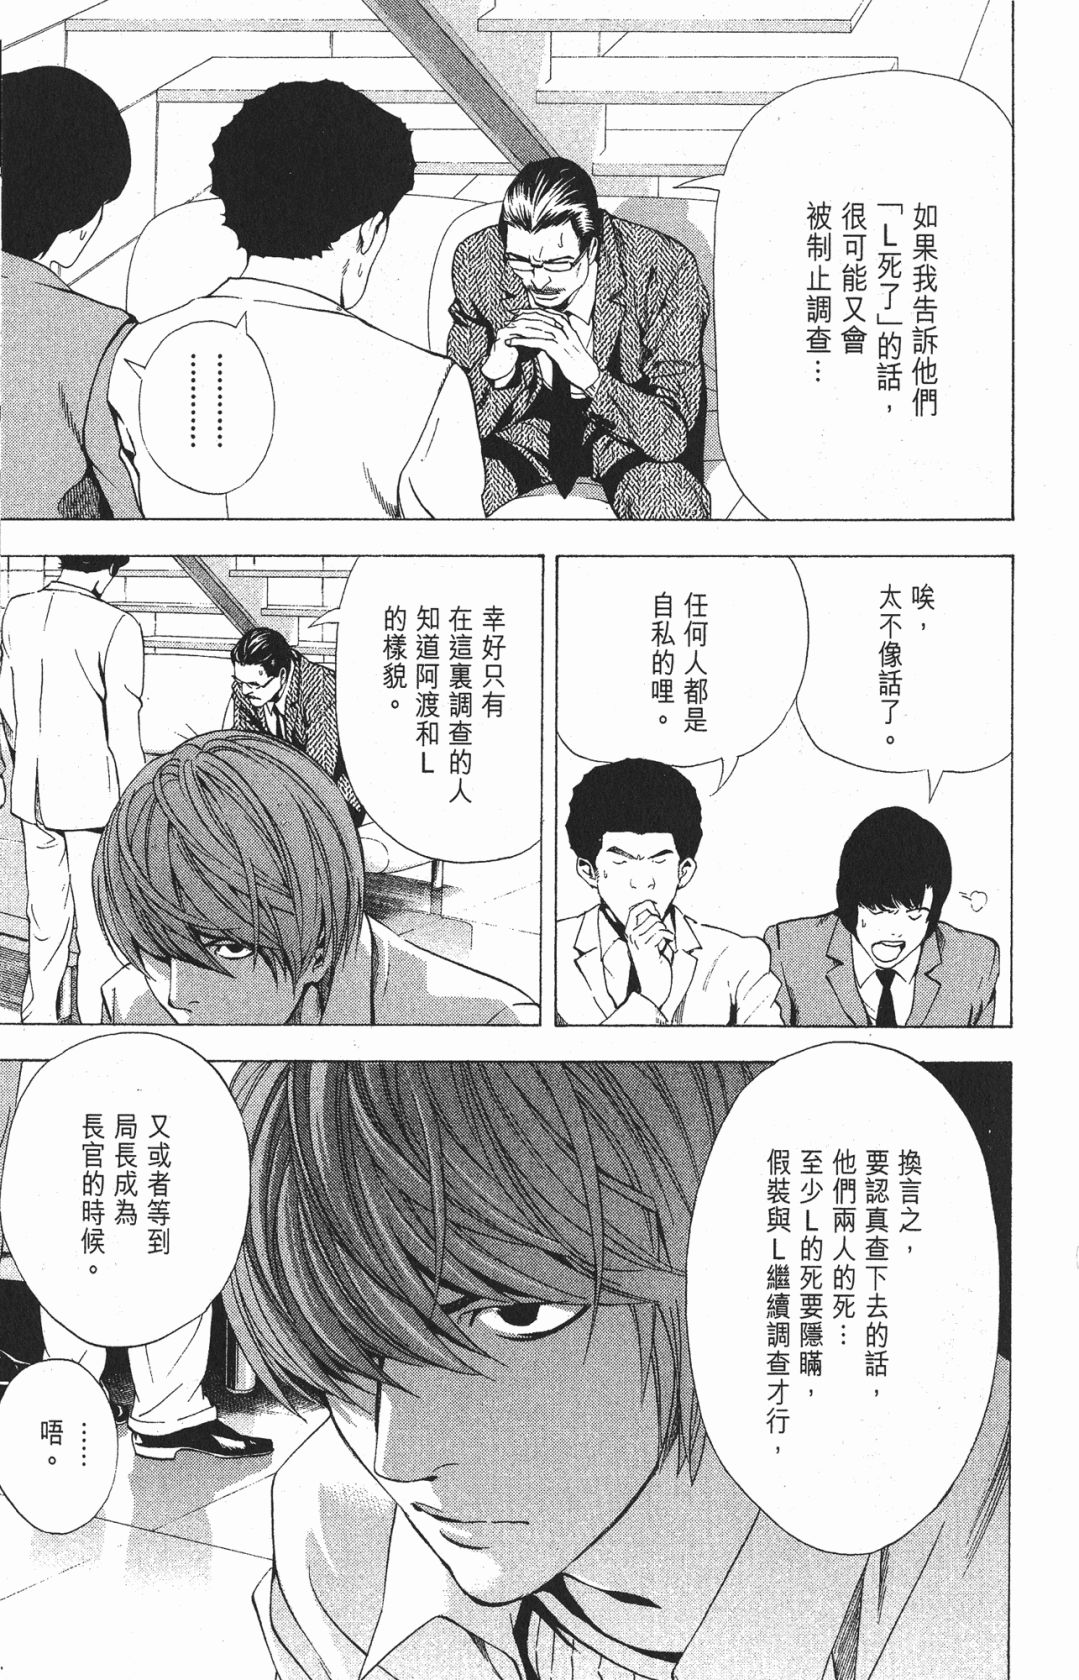 如果我告訴他們
「L死了」的話，
很可能又會
被制止調查…
………
………
唉，
太不像話了。
任何人都是
自私的哩。
幸好只有
在這裏調查的人
知道阿渡和L
的樣貌。
換言之，
要認真查下去的話，
他們兩人的死…
至少L的死要隱瞞，
假裝與L繼續調查才行，
又或者等到
局長成為
長官的時候。
……
唔。